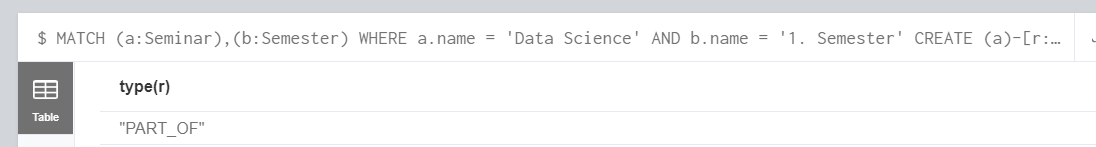 $ MATCH (a:Seminar),(b:Semester) WHERE a.name = 'Data Science' AND b.name = '1. Semester' CREATE (a)-[r:…
type(r)
Table
"PART_OF"